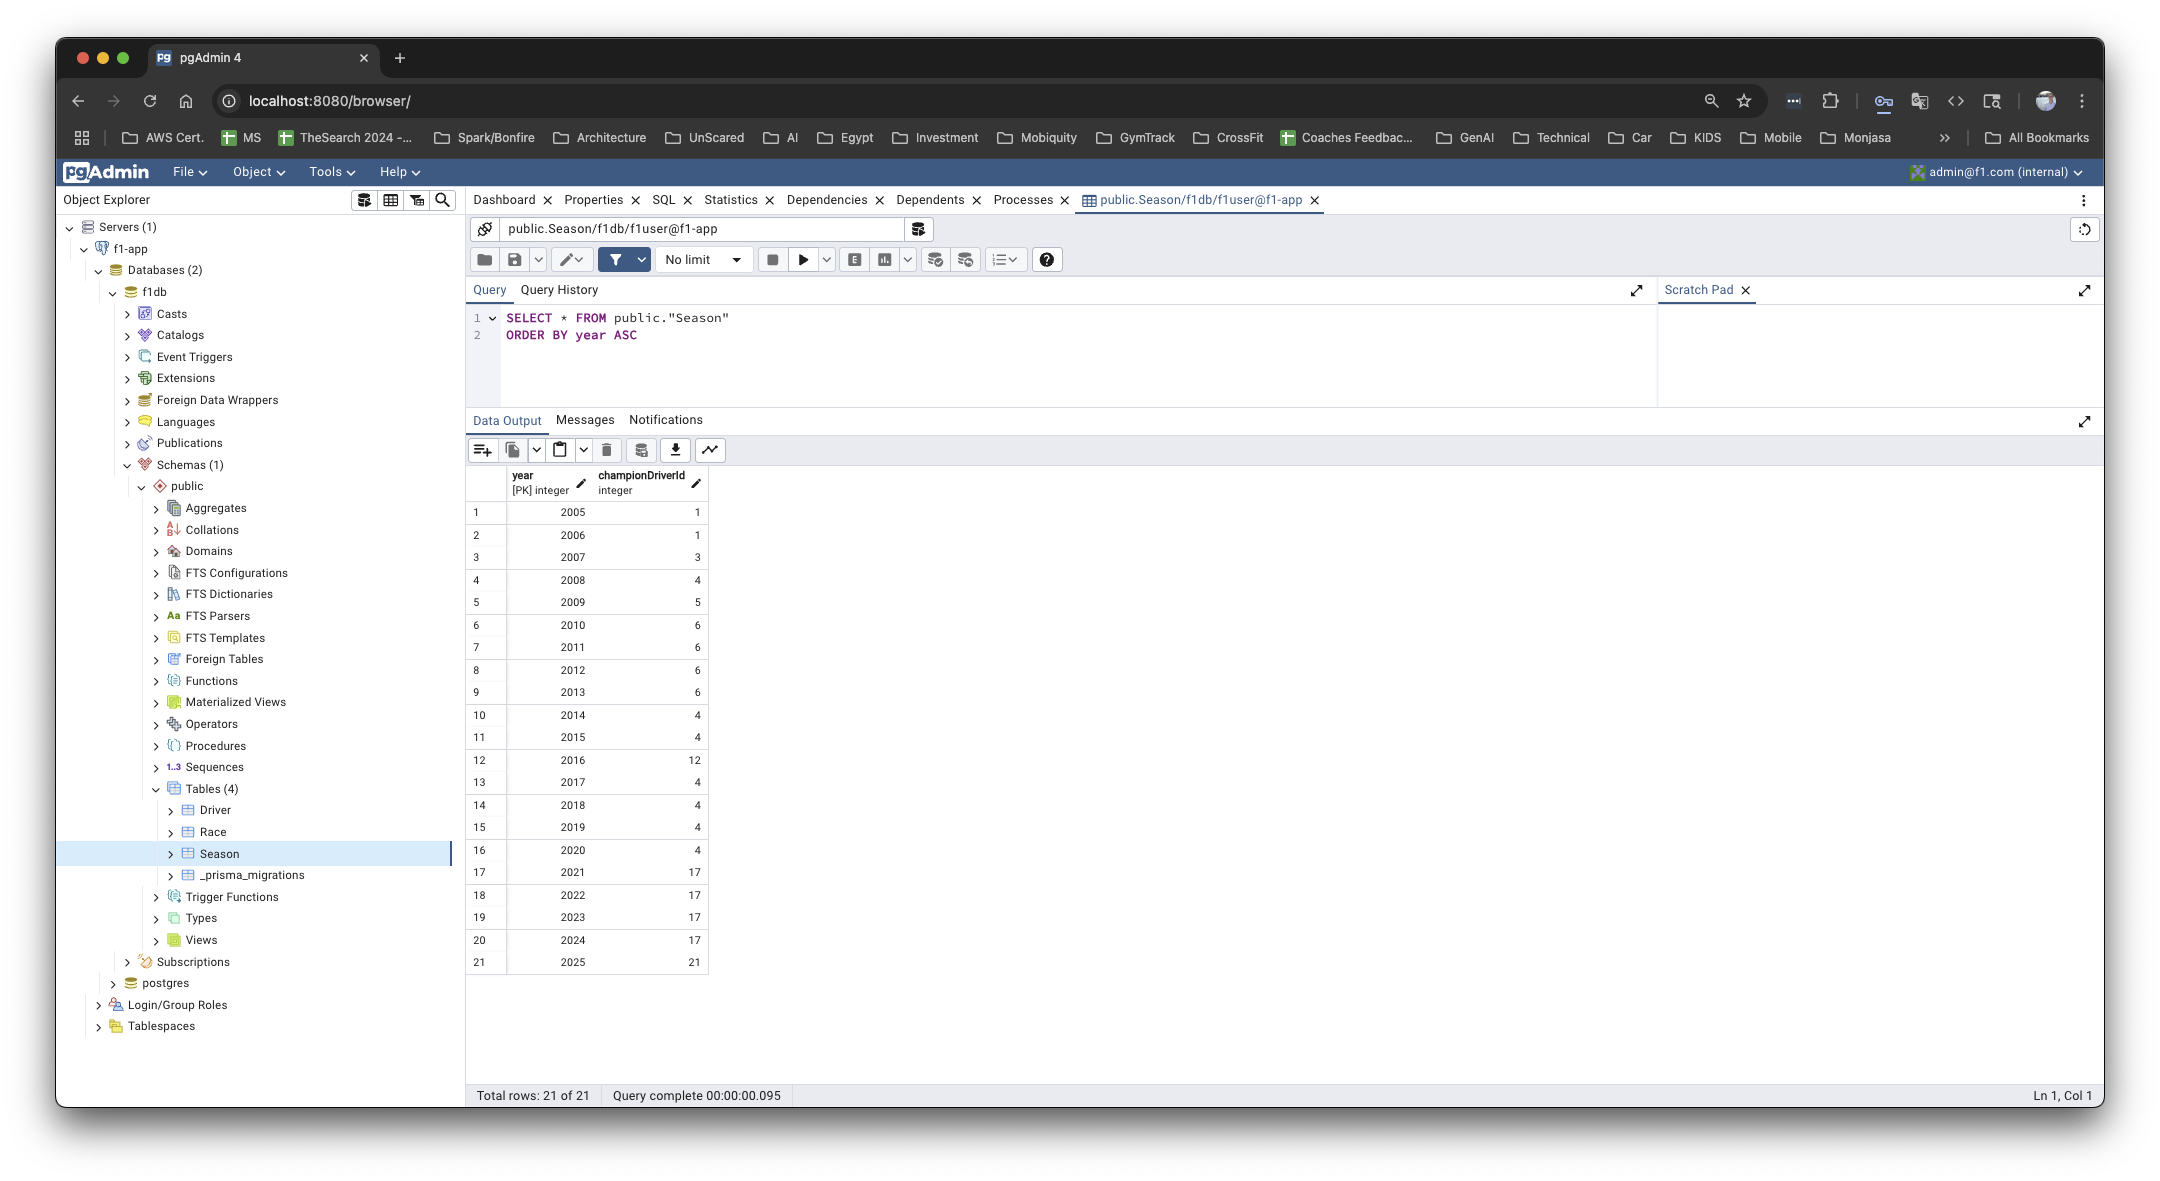 pgAdmin 4
localhost:8080/browser/
AWS Cert.
MS
TheSearch 2024 -...
Spark/Bonfire
Architecture
UnScared
AI
Egypt
Investment
Mobiquity
GymTrack
CrossFit
Coaches Feedbac...
GenAI
Technical
Car
KIDS
Mobile
Monjasa
All Bookmarks
pgAdmin
File
Object
Tools
Help
admin@f1.com (internal)
Object Explorer
Servers (1)
f1-app
Databases (2)
f1db
Casts
Catalogs
Event Triggers
Extensions
Foreign Data Wrappers
Languages
Publications
Schemas (1)
public
Aggregates
Collations
Domains
FTS Configurations
FTS Dictionaries
Aa FTS Parsers
FTS Templates
Foreign Tables
Functions
Materialized Views
Operators
Procedures
1..3 Sequences
Tables (4)
Driver
Race
Season
_prisma_migrations
Trigger Functions
Types
Views
Subscriptions
postgres
Login/Group Roles
Tablespaces
Dashboard
Properties
SQL
Statistics
Dependencies
Dependents
Processes
public.Season/f1db/f1user@f1-app
public.Season/f1db/f1user@f1-app
No limit
Query
Query History
Scratch Pad
1 SELECT * FROM public."Season"
2 ORDER BY year ASC
Data Output
Messages
Notifications
year championDriverId
[PK] integer integer
1 2005 1
2 2006 1
3 2007 3
4 2008 4
5 2009 5
6 2010 6
7 2011 6
8 2012 6
9 2013 6
10 2014 4
11 2015 4
12 2016 12
13 2017 4
14 2018 4
15 2019 4
16 2020 4
17 2021 17
18 2022 17
19 2023 17
20 2024 17
21 2025 21
Total rows: 21 of 21
Query complete 00:00:00.095
Ln 1, Col 1